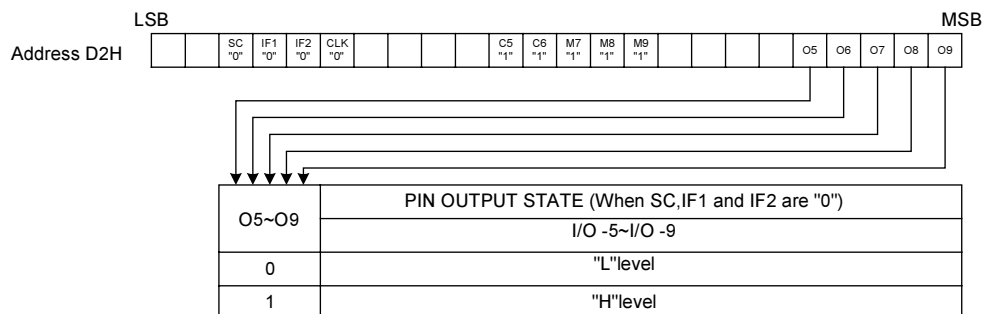 LSB MSB
Address D2H SC IF1 IF2 CLK C5 C6 M7 M8 M9 O5 O6 O7 O8 O9
"0" "0" "0" "0" "1" "1" "1" "1" "1"
O5~O9 PIN OUTPUT STATE (When SC,IF1 and IF2 are "0")
I/O -5~I/O -9
0 "L"level
1 "H"level